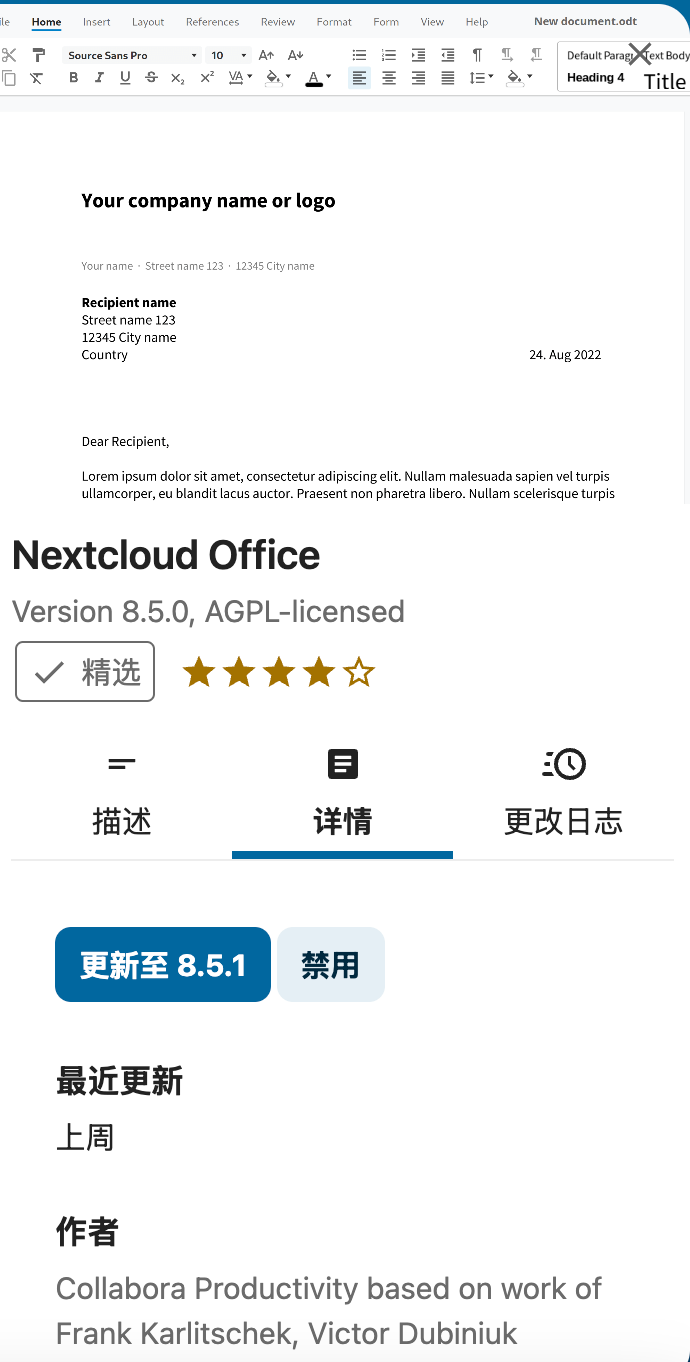 Home Insert Layout References Review Format Form View Help New document.odt
Source Sans Pro 10
Default Text Body
Heading 4 Title
Your company name or logo
Your name · Street name 123 · 12345 City name
Recipient name
Street name 123
12345 City name
Country 24. Aug 2022
Dear Recipient,
Lorem ipsum dolor sit amet, consectetur adipiscing elit. Nullam malesuada sapien vel turpis
ullamcorper, eu blandit lacus auctor. Praesent non pharetra libero. Nullam scelerisque turpis
Nextcloud Office
Version 8.5.0, AGPL-licensed
精选
描述 详情 更改日志
更新至 8.5.1 禁用
最近更新
上周
作者
Collabora Productivity based on work of
Frank Karlitschek, Victor Dubiniuk